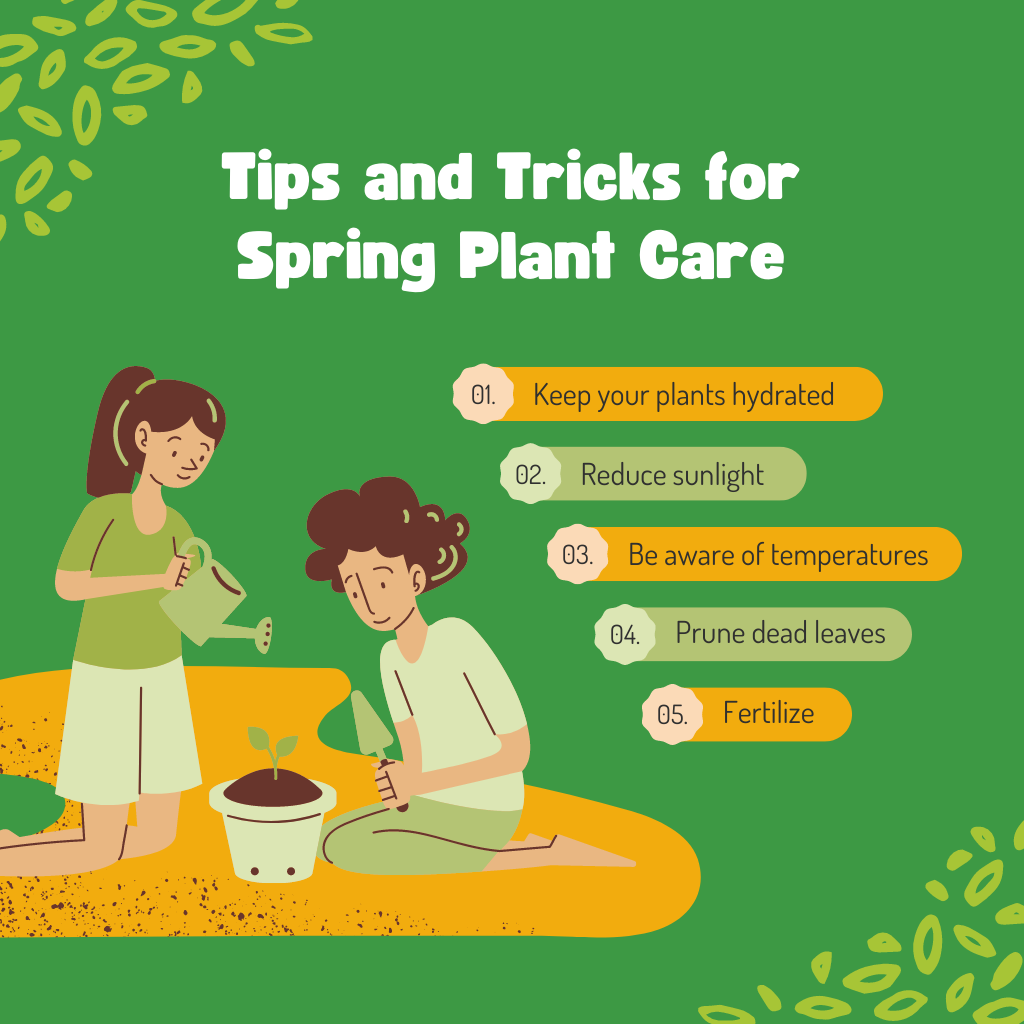 Tips and Tricks for
Spring Plant Care
01. Keep your plants hydrated
02. Reduce sunlight
03. Be aware of temperatures
04. Prune dead leaves
05. Fertilize